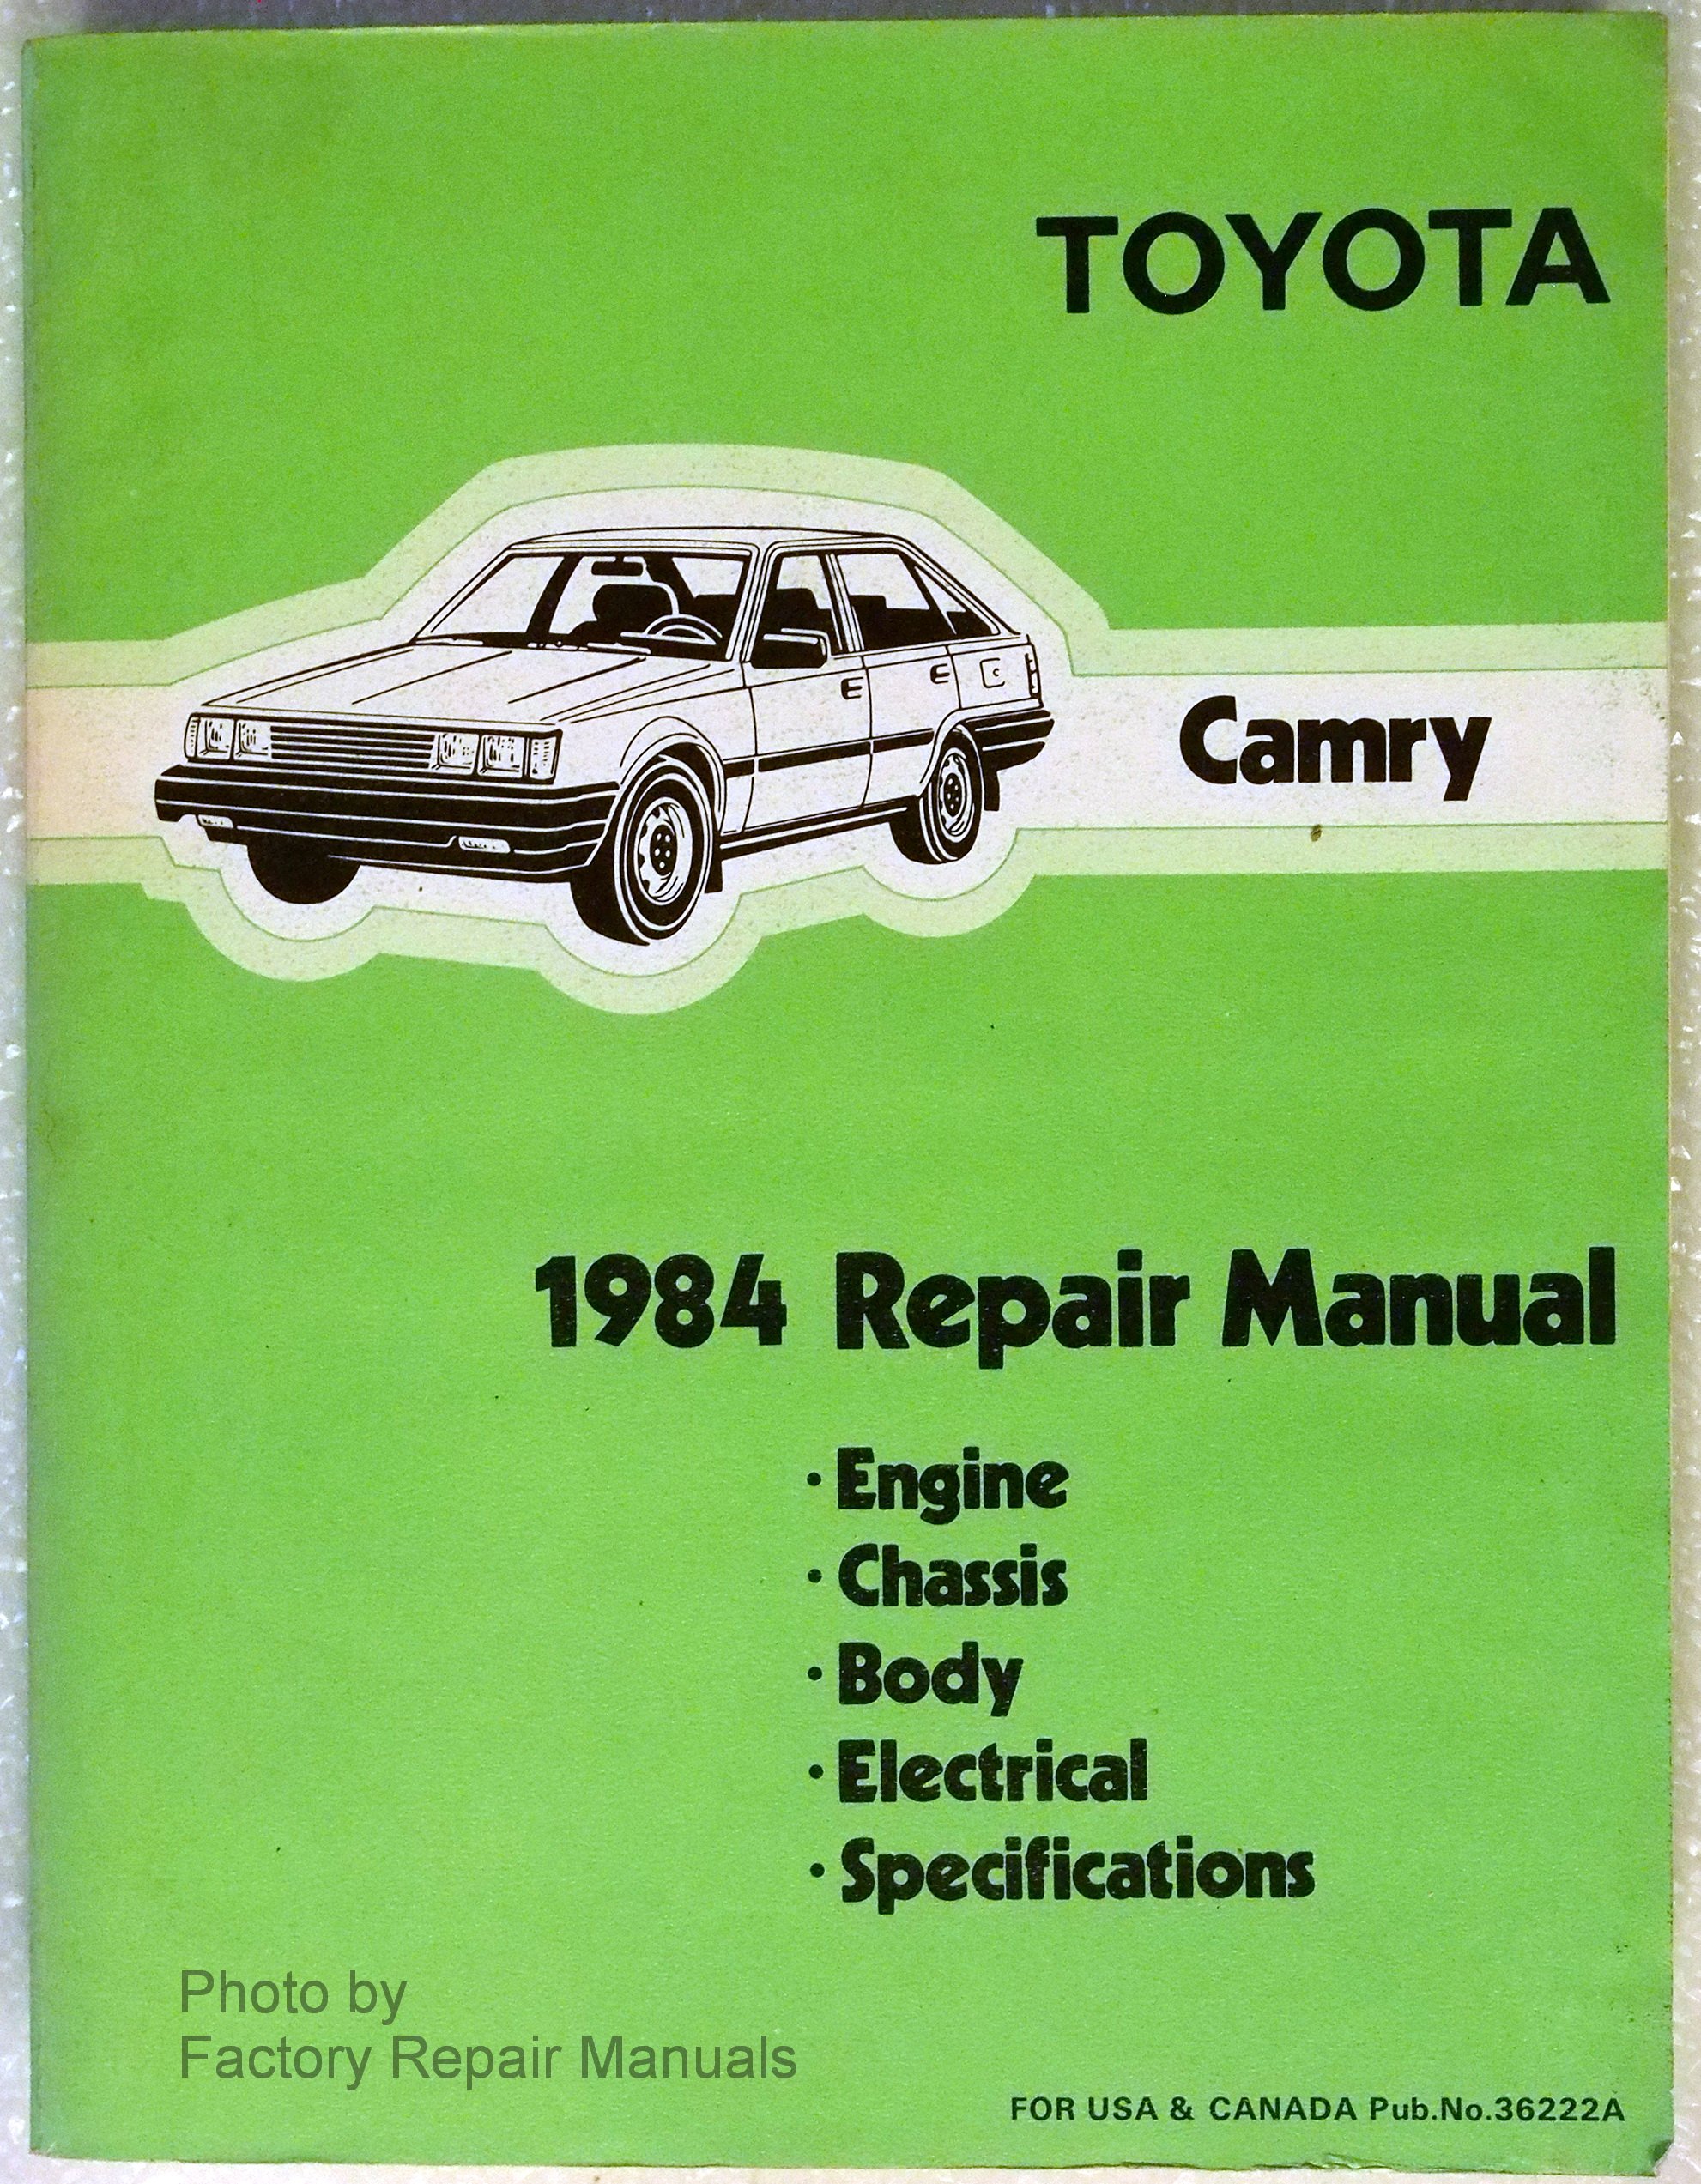 TOYOTA
Camry
1984 Repair Manual
· Engine
· Chassis
· Body
· Electrical
· Specifications
Photo by
Factory Repair Manuals
FOR USA & CANADA Pub.No.36222A